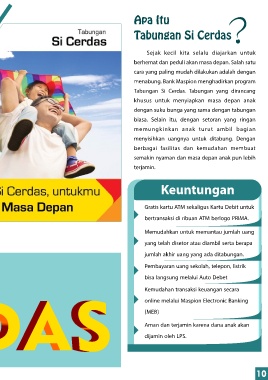 Tabungan
Si Cerdas
Si Cerdas, untukmu
Masa Depan
DAS
Apa Itu
Tabungan Si Cerdas ?
Sejak kecil kita selalu diajarkan untuk
berhemat dan peduli akan masa depan. Salah satu
cara yang paling mudah dilakukan adalah dengan
menabung. Bank Maspion menghadirkan program
Tabungan Si Cerdas. Tabungan yang dirancang
khusus untuk menyiapkan masa depan anak
dengan suku bunga yang sama dengan tabungan
biasa. Selain itu, dengan setoran yang ringan
memungkinkan anak turut ambil bagian
menyisihkan uangnya untuk ditabung. Dengan
berbagai fasilitas dan kemudahan membuat
semakin nyaman dan masa depan anak pun lebih
terjamin.
Keuntungan
Gratis kartu ATM sekaligus Kartu Debit untuk
bertransaksi di ribuan ATM berlogo PRIMA.
Memudahkan untuk memantau jumlah uang
yang telah disetor atau diambil serta berapa
jumlah akhir uang yang ada ditabungan.
Pembayaran uang sekolah, telepon, listrik
bisa langsung melalui Auto Debet
Kemudahan transaksi keuangan secara
online melalui Maspion Electronic Banking
(MEB)
Aman dan terjamin karena dana anak akan
dijamin oleh LPS.
10